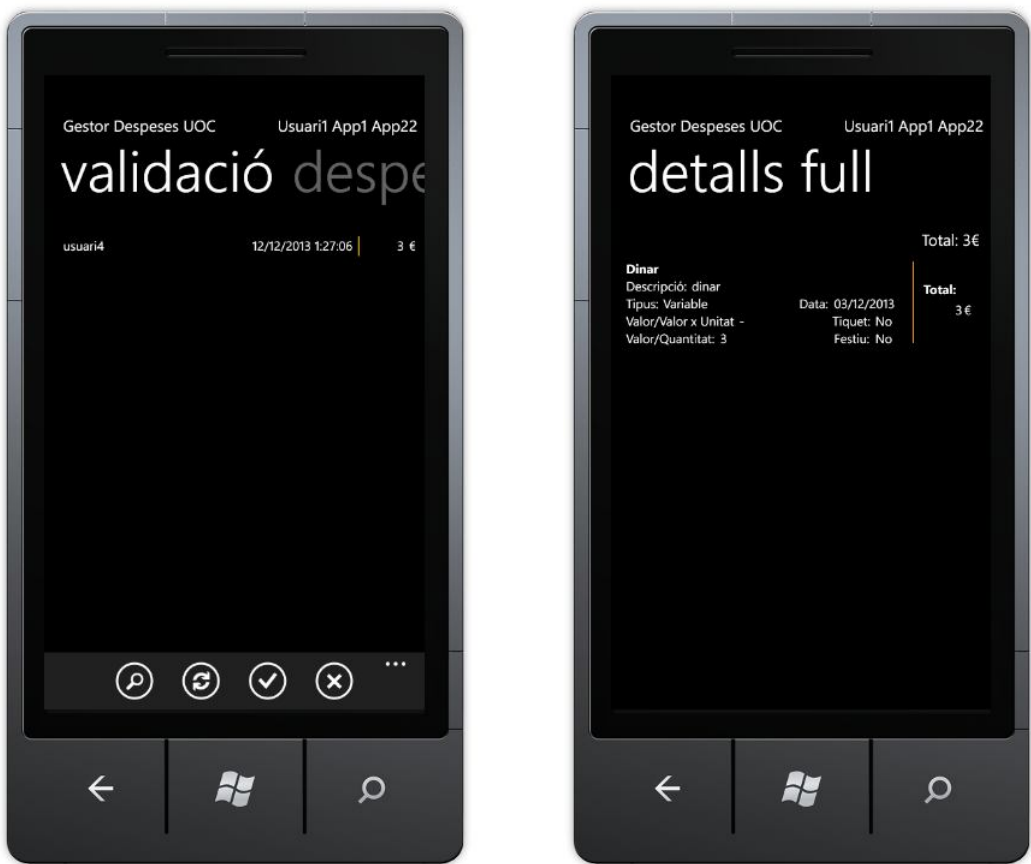 Gestor Despeses UOC Usuari1 App1 App22
validació despe
usuari4 12/12/2013 1:27:06 3 €
Gestor Despeses UOC Usuari1 App1 App22
detalls full
Total: 3€
Dinar
Descripció: dinar
Tipus: Variable Data: 03/12/2013
Valor/Valor x Unitat - Tiquet: No
Valor/Quantitat: 3 Festiu: No
Total:
3 €